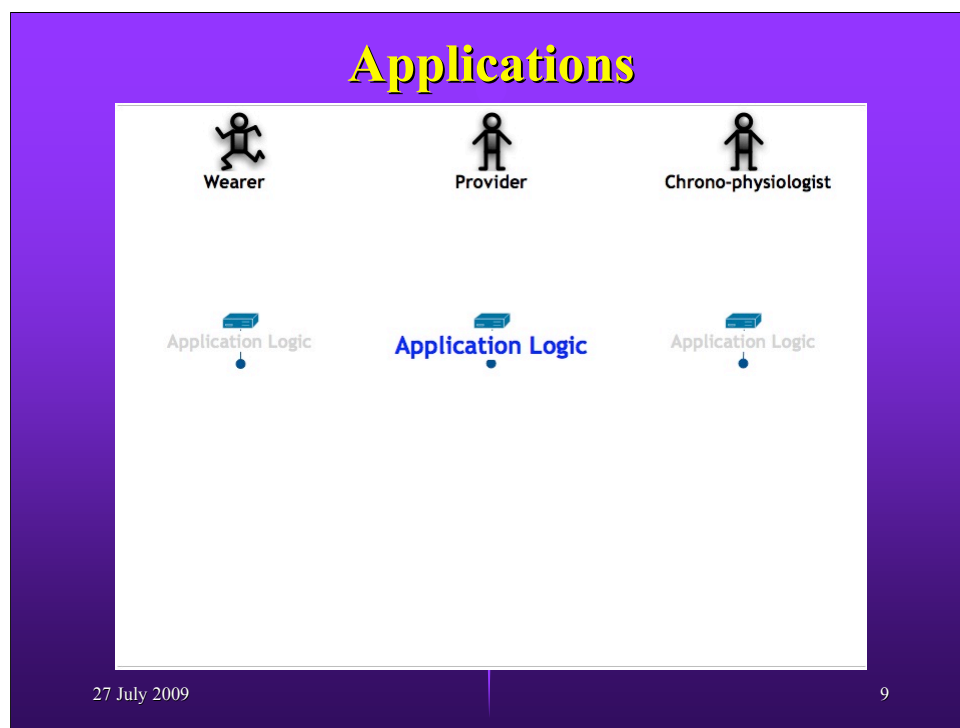 Applications
Wearer Provider Chrono-physiologist
Application Logic Application Logic Application Logic
27 July 2009 9